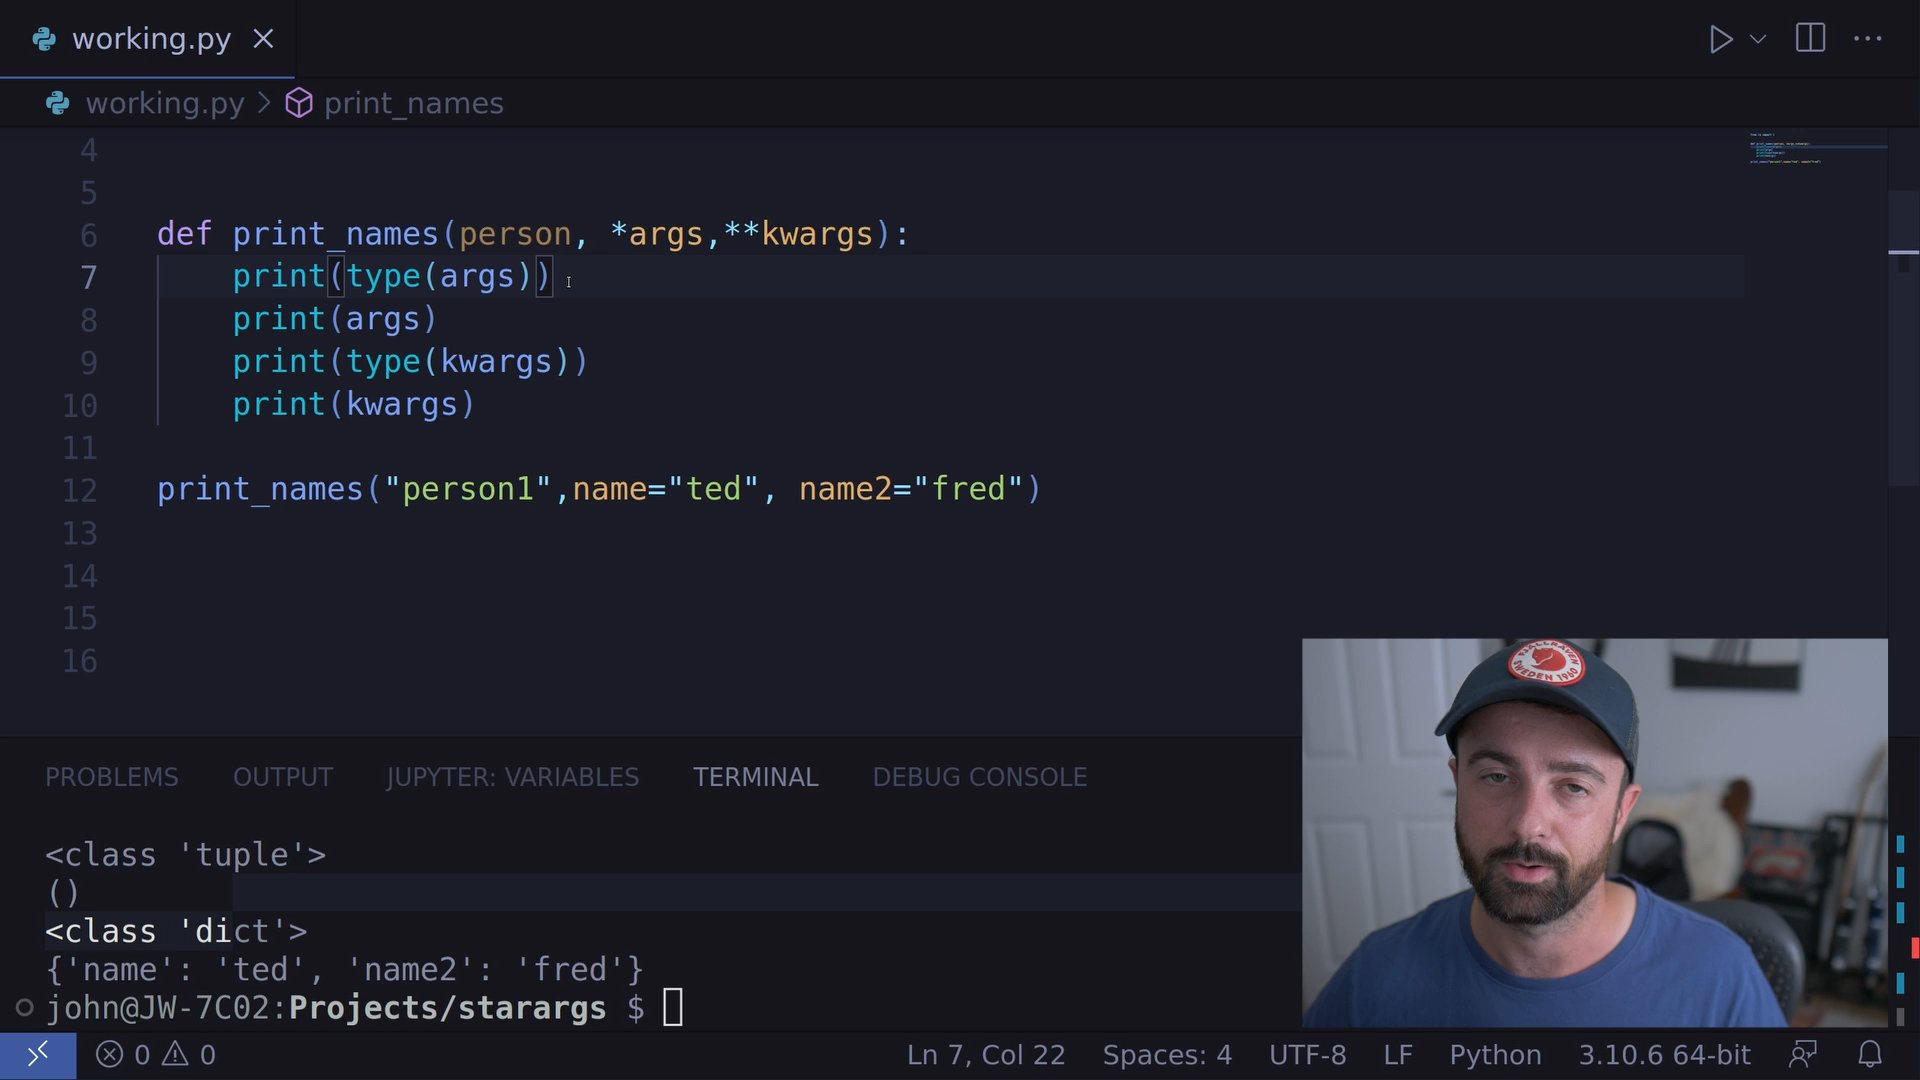 working.py
working.py > print_names
4
5
6 def print_names(person, *args,**kwargs):
7 print(type(args))
8 print(args)
9 print(type(kwargs))
10 print(kwargs)
11
12 print_names("person1",name="ted", name2="fred")
13
14
15
16
FJÄLLRÄVEN
SWEDEN 1960
PROBLEMS OUTPUT JUPYTER: VARIABLES TERMINAL DEBUG CONSOLE
<class 'tuple'>
()
<class 'dict'>
{'name': 'ted', 'name2': 'fred'}
john@JW-7C02:Projects/starargs $
0 0 Ln 7, Col 22 Spaces: 4 UTF-8 LF Python 3.10.6 64-bit